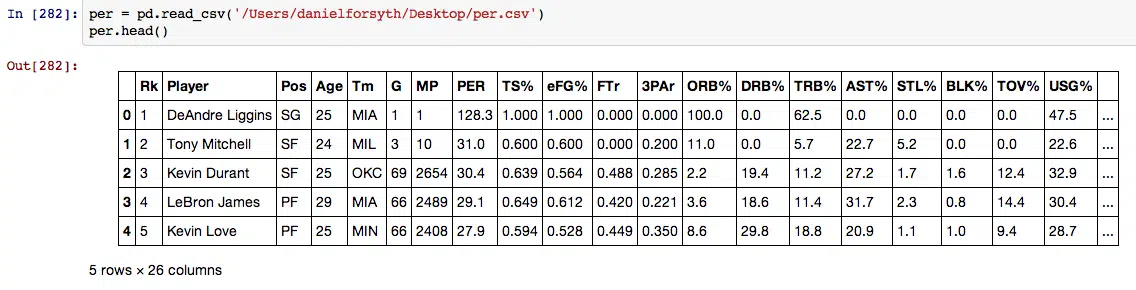 In [282]: per = pd.read_csv('/Users/danielforsyth/Desktop/per.csv')
per.head()
Out[282]:
Rk Player Pos Age Tm G MP PER TS% eFG% FTr 3PAr ORB% DRB% TRB% AST% STL% BLK% TOV% USG%
0 1 DeAndre Liggins SG 25 MIA 1 1 128.3 1.000 1.000 0.000 0.000 100.0 0.0 62.5 0.0 0.0 0.0 0.0 47.5 ...
1 2 Tony Mitchell SF 24 MIL 3 10 31.0 0.600 0.600 0.000 0.200 11.0 0.0 5.7 22.7 5.2 0.0 0.0 22.6 ...
2 3 Kevin Durant SF 25 OKC 69 2654 30.4 0.639 0.564 0.488 0.285 2.2 19.4 11.2 27.2 1.7 1.6 12.4 32.9 ...
3 4 LeBron James PF 29 MIA 66 2489 29.1 0.649 0.612 0.420 0.221 3.6 18.6 11.4 31.7 2.3 0.8 14.4 30.4 ...
4 5 Kevin Love PF 25 MIN 66 2408 27.9 0.594 0.528 0.449 0.350 8.6 29.8 18.8 20.9 1.1 1.0 9.4 28.7 ...
5 rows × 26 columns